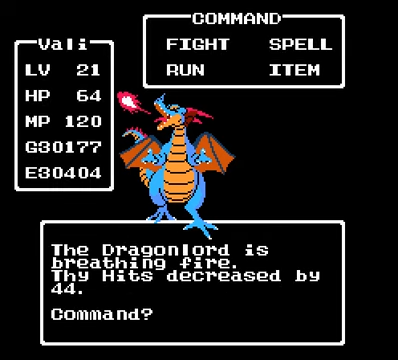 COMMAND
FIGHT SPELL
RUN ITEM
Vali
LV 21
HP 64
MP 120
G30177
E30404
The Dragonlord is
breathing fire.
Thy Hits decreased by
44.
Command?